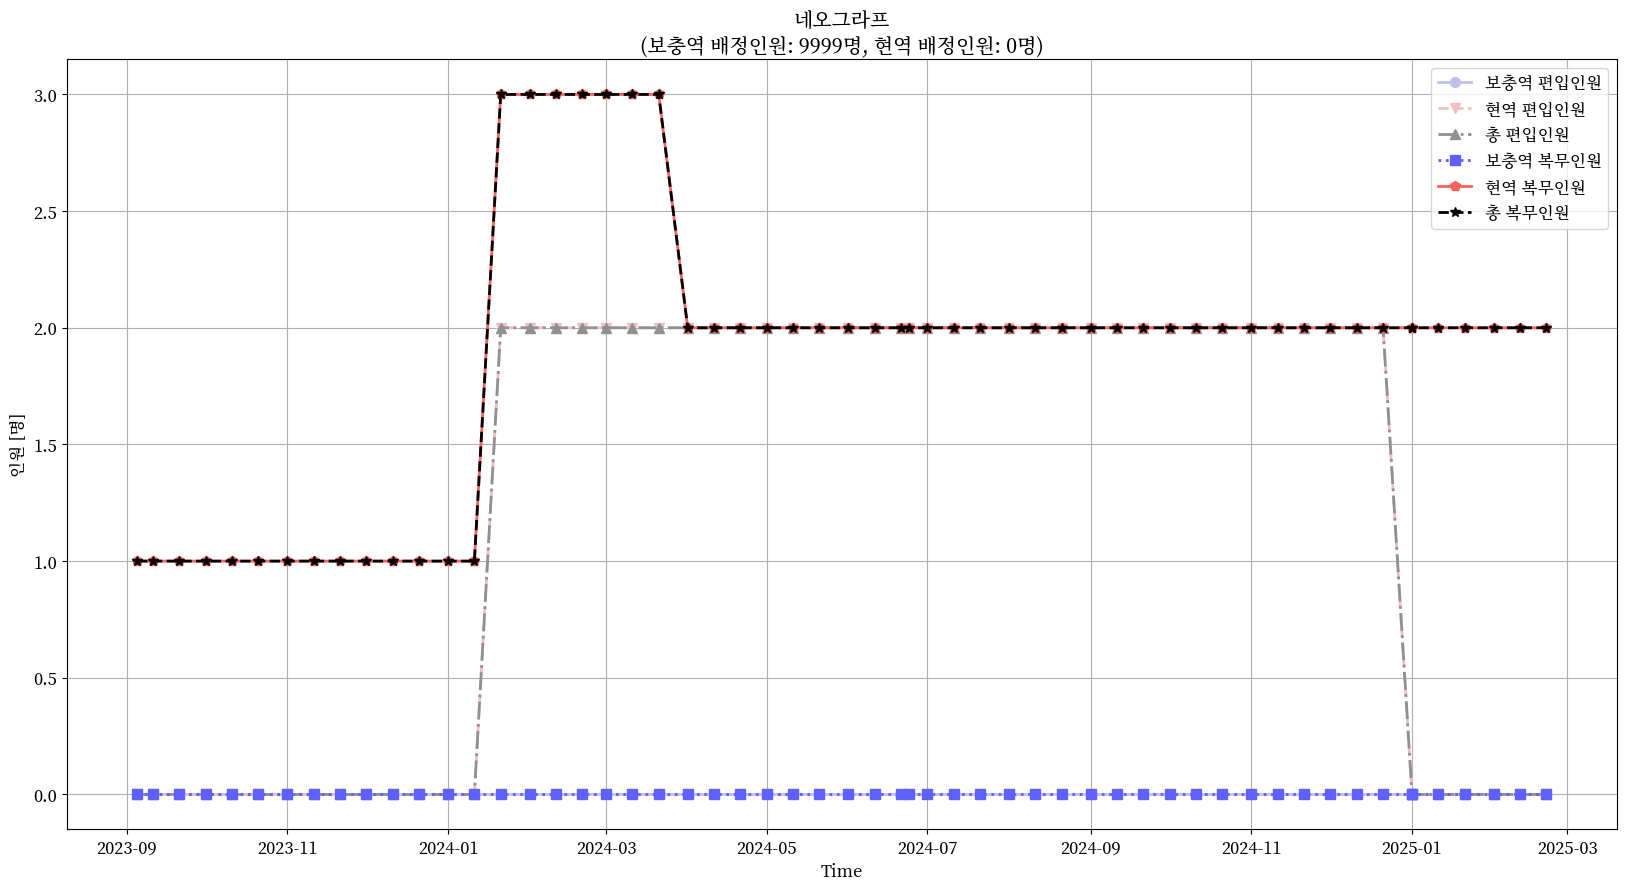 네오그라프
(보충역 배정인원: 9999명, 현역 배정인원: 0명)
보충역 편입인원
현역 편입인원
총 편입인원
보충역 복무인원
현역 복무인원
총 복무인원
인원 [명]
3.0
2.5
2.0
1.5
1.0
0.5
0.0
2023-09
2023-11
2024-01
2024-03
2024-05
2024-07
2024-09
2024-11
2025-01
2025-03
Time